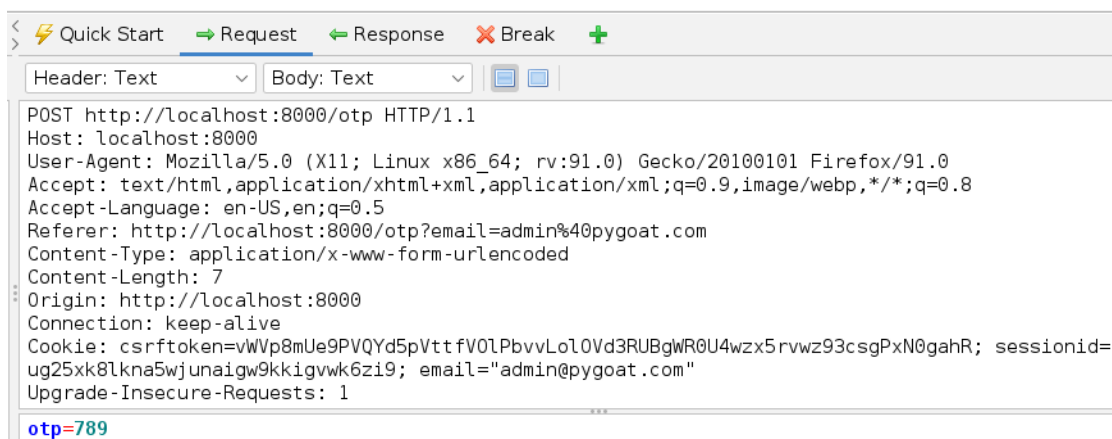 Quick Start Request Response Break
Header: Text Body: Text
POST http://localhost:8000/otp HTTP/1.1
Host: localhost:8000
User-Agent: Mozilla/5.0 (X11; Linux x86_64; rv:91.0) Gecko/20100101 Firefox/91.0
Accept: text/html,application/xhtml+xml,application/xml;q=0.9,image/webp,*/*;q=0.8
Accept-Language: en-US,en;q=0.5
Referer: http://localhost:8000/otp?email=admin%40pygoat.com
Content-Type: application/x-www-form-urlencoded
Content-Length: 7
Origin: http://localhost:8000
Connection: keep-alive
Cookie: csrftoken=vWVp8mUe9PVQYd5pVttfVOlPbvvLolOVd3RUBgWR0U4wzx5rvwz93csgPxN0gahR; sessionid=
ug25xk8lkna5wjunaigw9kkigvwk6zi9; email="admin@pygoat.com"
Upgrade-Insecure-Requests: 1
otp=789